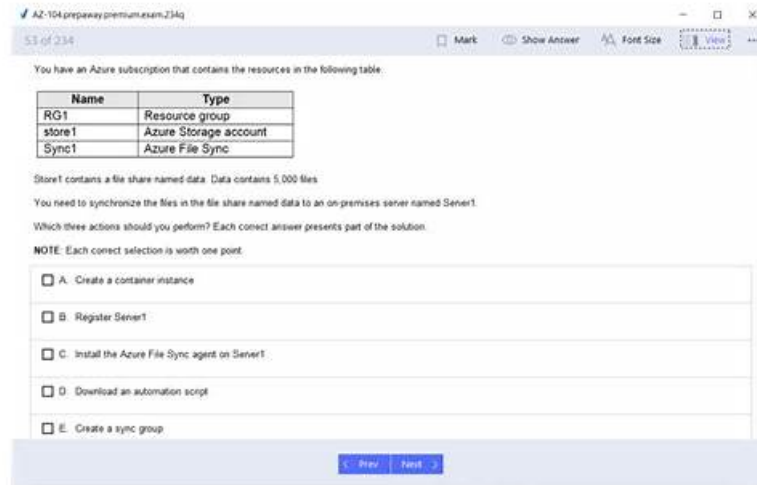 AZ-104.prepaway.premium.exam.234q
53 of 234
Mark
Show Answer
Font Size
View
You have an Azure subscription that contains the resources in the following table.
Name Type
RG1 Resource group
store1 Azure Storage account
Sync1 Azure File Sync
Store1 contains a file share named data. Data contains 5,000 files.
You need to synchronize the files in the file share named data to an on-premises server named Server1.
Which three actions should you perform? Each correct answer presents part of the solution.
NOTE: Each correct selection is worth one point.
A. Create a container instance
B. Register Server1
C. Install the Azure File Sync agent on Server1
D. Download an automation script
E. Create a sync group
Prev Next